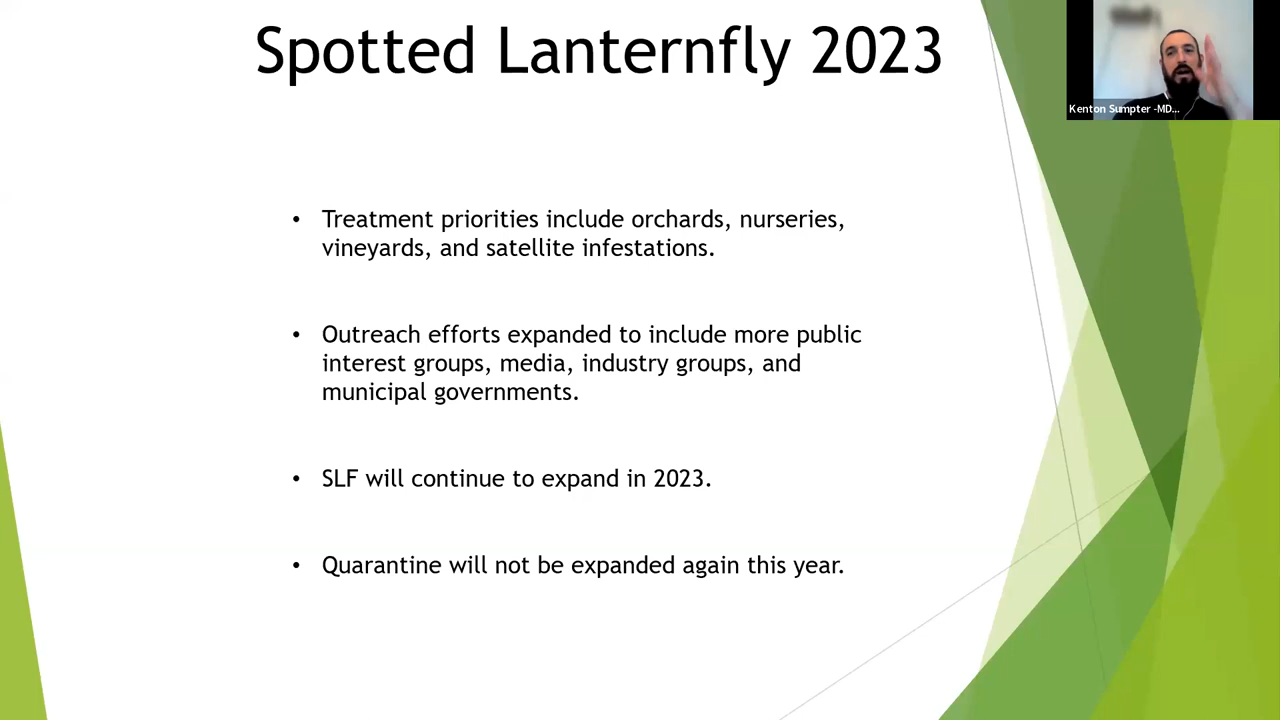 Spotted Lanternfly 2023
Kenton Sumpter -MD...
• Treatment priorities include orchards, nurseries,
vineyards, and satellite infestations.
• Outreach efforts expanded to include more public
interest groups, media, industry groups, and
municipal governments.
• SLF will continue to expand in 2023.
• Quarantine will not be expanded again this year.